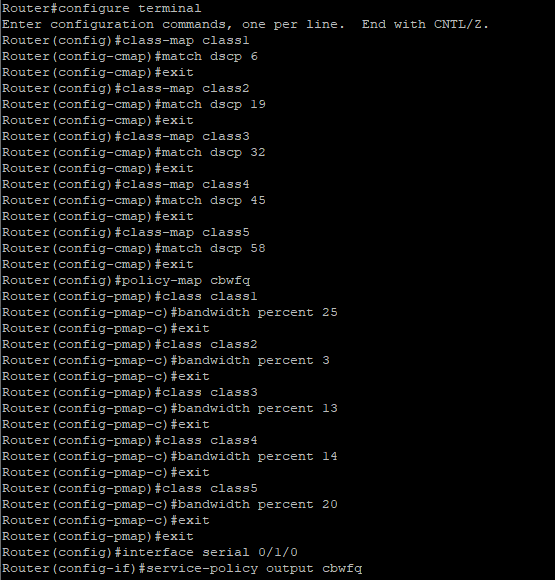 Router#configure terminal
Enter configuration commands, one per line.  End with CNTL/Z.
Router(config)#class-map class1
Router(config-cmap)#match dscp 6
Router(config-cmap)#exit
Router(config)#class-map class2
Router(config-cmap)#match dscp 19
Router(config-cmap)#exit
Router(config)#class-map class3
Router(config-cmap)#match dscp 32
Router(config-cmap)#exit
Router(config)#class-map class4
Router(config-cmap)#match dscp 45
Router(config-cmap)#exit
Router(config)#class-map class5
Router(config-cmap)#match dscp 58
Router(config-cmap)#exit
Router(config)#policy-map cbwfq
Router(config-pmap)#class class1
Router(config-pmap-c)#bandwidth percent 25
Router(config-pmap-c)#exit
Router(config-pmap)#class class2
Router(config-pmap-c)#bandwidth percent 3
Router(config-pmap-c)#exit
Router(config-pmap)#class class3
Router(config-pmap-c)#bandwidth percent 13
Router(config-pmap-c)#exit
Router(config-pmap)#class class4
Router(config-pmap-c)#bandwidth percent 14
Router(config-pmap-c)#exit
Router(config-pmap)#class class5
Router(config-pmap-c)#bandwidth percent 20
Router(config-pmap-c)#exit
Router(config-pmap)#exit
Router(config)#interface serial 0/1/0
Router(config-if)#service-policy output cbwfq